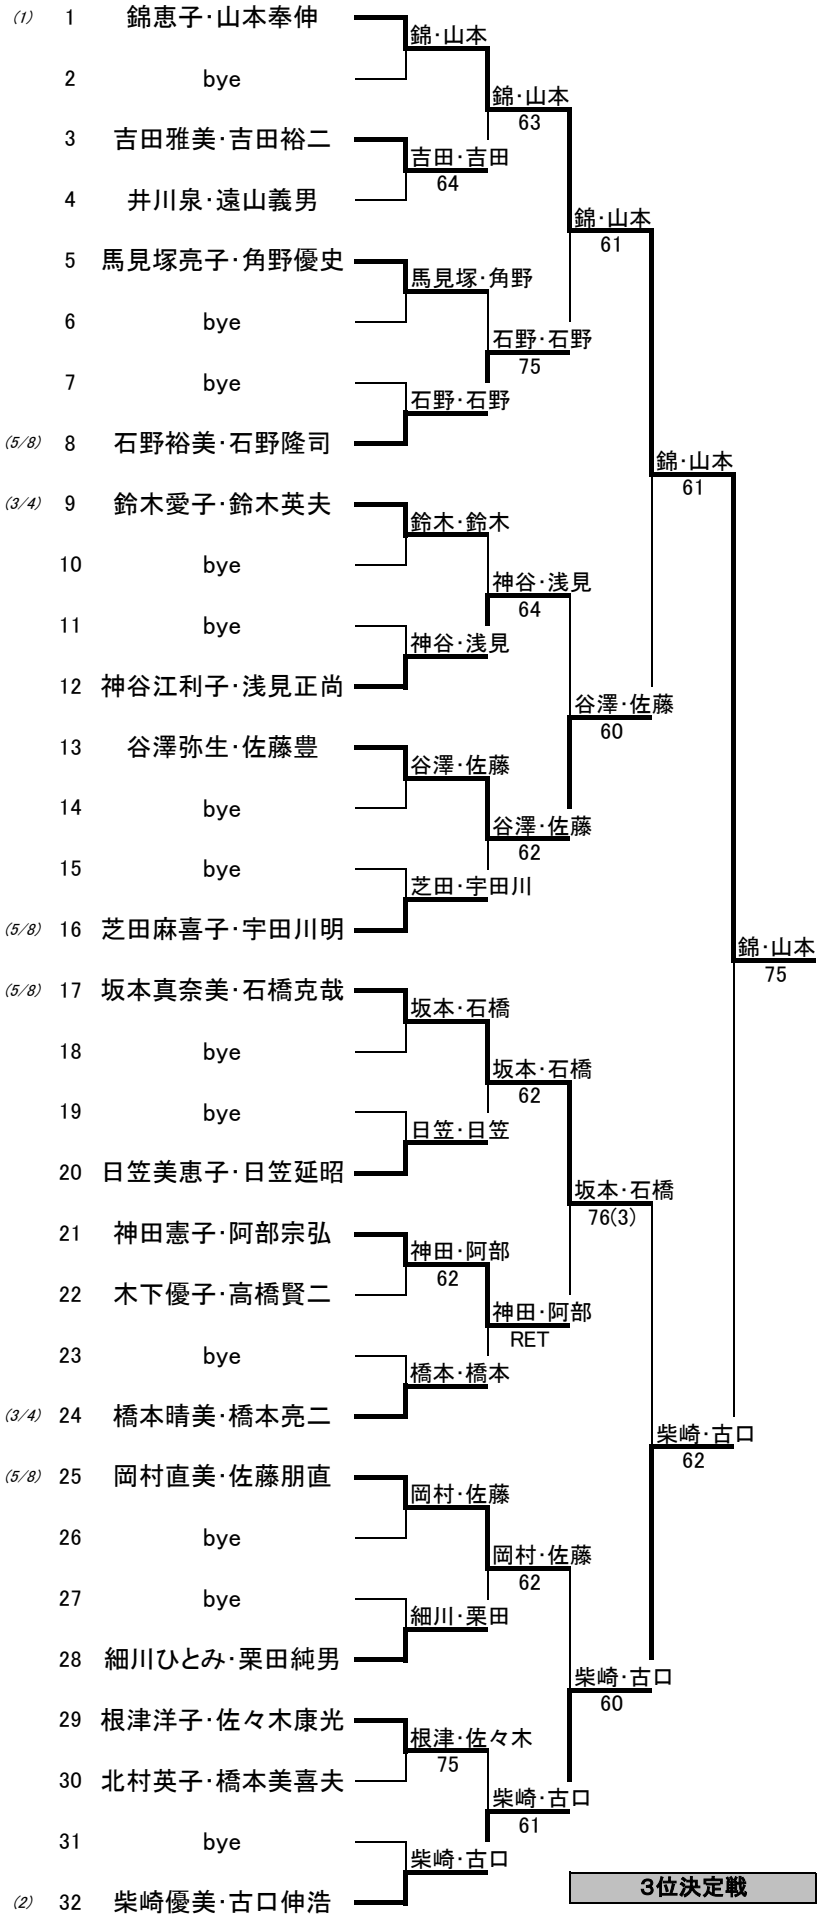 (1) 1 錦恵子・山本奉伸
錦・山本
2 bye
錦・山本
63
3 吉田雅美・吉田裕二
吉田・吉田
64
4 井川泉・遠山義男
錦・山本
61
5 馬見塚亮子・角野優史
馬見塚・角野
6 bye
石野・石野
75
7 bye
石野・石野
(5/8) 8 石野裕美・石野隆司
錦・山本
61
(3/4) 9 鈴木愛子・鈴木英夫
鈴木・鈴木
10 bye
神谷・浅見
64
11 bye
神谷・浅見
12 神谷江利子・浅見正尚
谷澤・佐藤
60
13 谷澤弥生・佐藤豊
谷澤・佐藤
14 bye
谷澤・佐藤
62
15 bye
芝田・宇田川
(5/8) 16 芝田麻喜子・宇田川明
錦・山本
75
(5/8) 17 坂本真奈美・石橋克哉
坂本・石橋
18 bye
坂本・石橋
62
19 bye
日笠・日笠
20 日笠美恵子・日笠延昭
坂本・石橋
76(3)
21 神田憲子・阿部宗弘
神田・阿部
62
22 木下優子・高橋賢二
神田・阿部
RET
23 bye
橋本・橋本
(3/4) 24 橋本晴美・橋本亮二
柴崎・古口
62
(5/8) 25 岡村直美・佐藤朋直
岡村・佐藤
26 bye
岡村・佐藤
62
27 bye
細川・栗田
28 細川ひとみ・栗田純男
柴崎・古口
60
29 根津洋子・佐々木康光
根津・佐々木
75
30 北村英子・橋本美喜夫
柴崎・古口
61
31 bye
柴崎・古口
(2) 32 柴崎優美・古口伸浩
3位決定戦